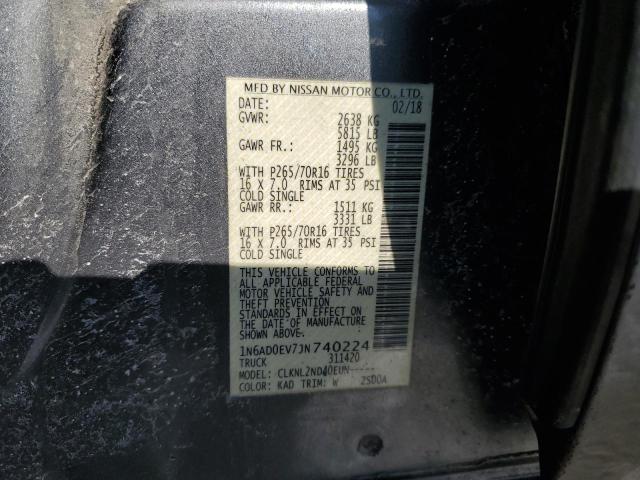 MFD BY NISSAN MOTOR CO., LTD.
DATE: 02/18
GVWR: 2638 KG
5815 LB
GAWR FR.: 1495 KG
3296 LB
WITH P265/70R16 TIRES
16 X 7.0 RIMS AT 35 PSI
COLD SINGLE
GAWR RR.: 1511 KG
3331 LB
WITH P265/70R16 TIRES
16 X 7.0 RIMS AT 35 PSI
COLD SINGLE
THIS VEHICLE CONFORMS TO
ALL APPLICABLE FEDERAL
MOTOR VEHICLE SAFETY AND
THEFT PREVENTION
STANDARDS IN EFFECT ON
THE DATE OF MANUFACTURE
SHOWN ABOVE.
1N6AD0EV7JN740224
TRUCK 311420
MODEL: CLKNL2ND40EUN-----
COLOR: KAD TRIM: W 2SD0A